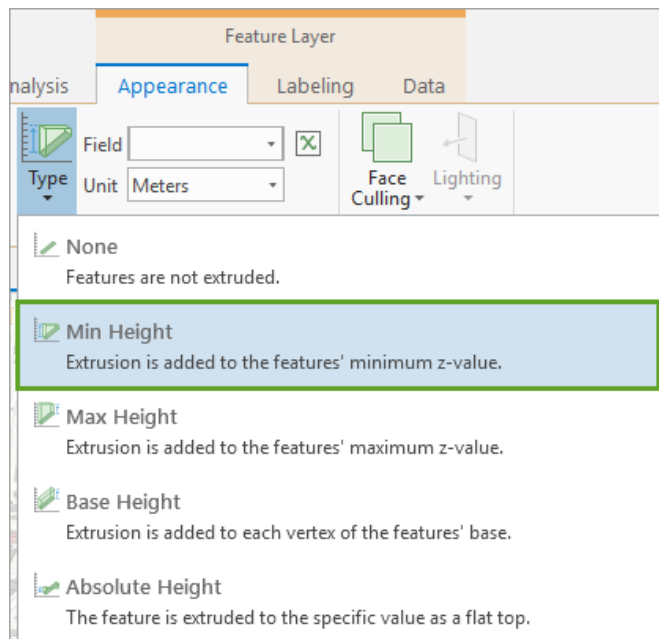 Feature Layer
nalysis Appearance Labeling Data
Type Field Face Culling Lighting
Unit Meters
None
Features are not extruded.
Min Height
Extrusion is added to the features' minimum z-value.
Max Height
Extrusion is added to the features' maximum z-value.
Base Height
Extrusion is added to each vertex of the features' base.
Absolute Height
The feature is extruded to the specific value as a flat top.